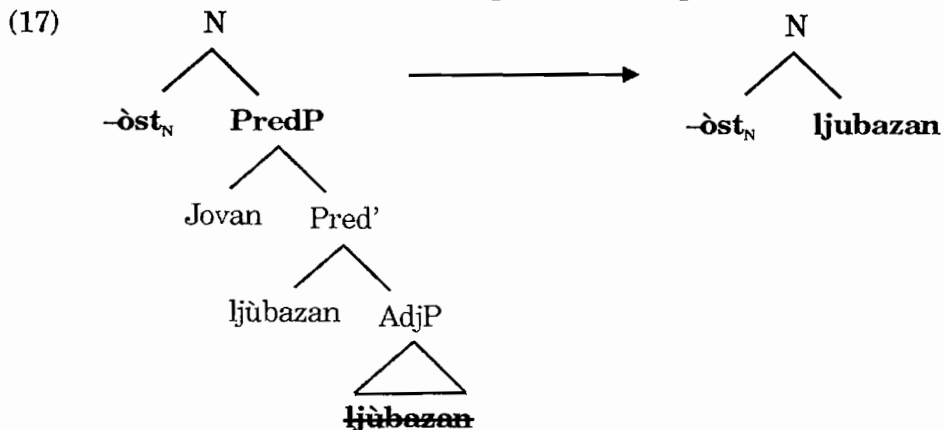 (17) N N
–òst_N PredP –òst_N ljubazan
Jovan Pred’
ljùbazan AdjP
ljùbazan